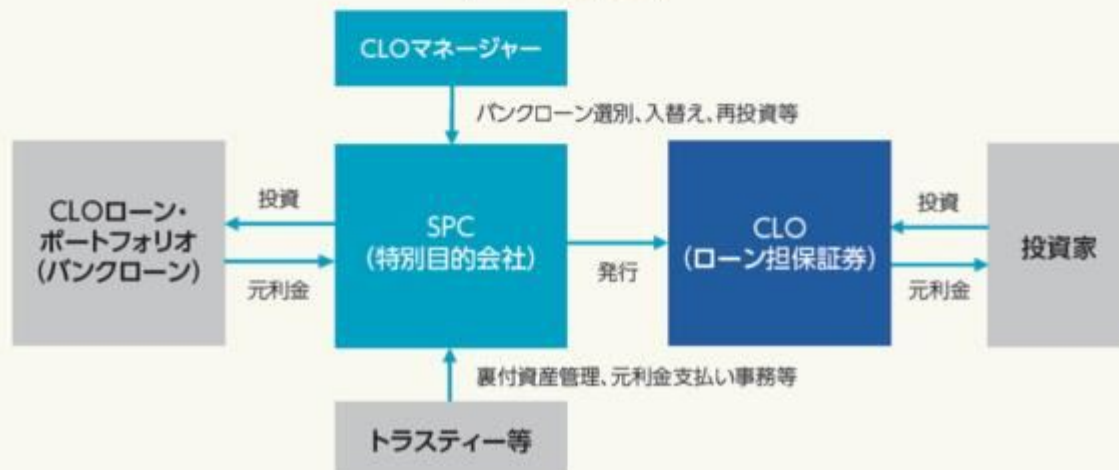 CLOマネージャー
バンクローン選別、入替え、再投資等
CLOローン・
ポートフォリオ
(バンクローン)
投資
元利金
SPC
(特別目的会社)
発行
CLO
(ローン担保証券)
投資
元利金
投資家
裏付資産管理、元利金支払い事務等
トラスティー等